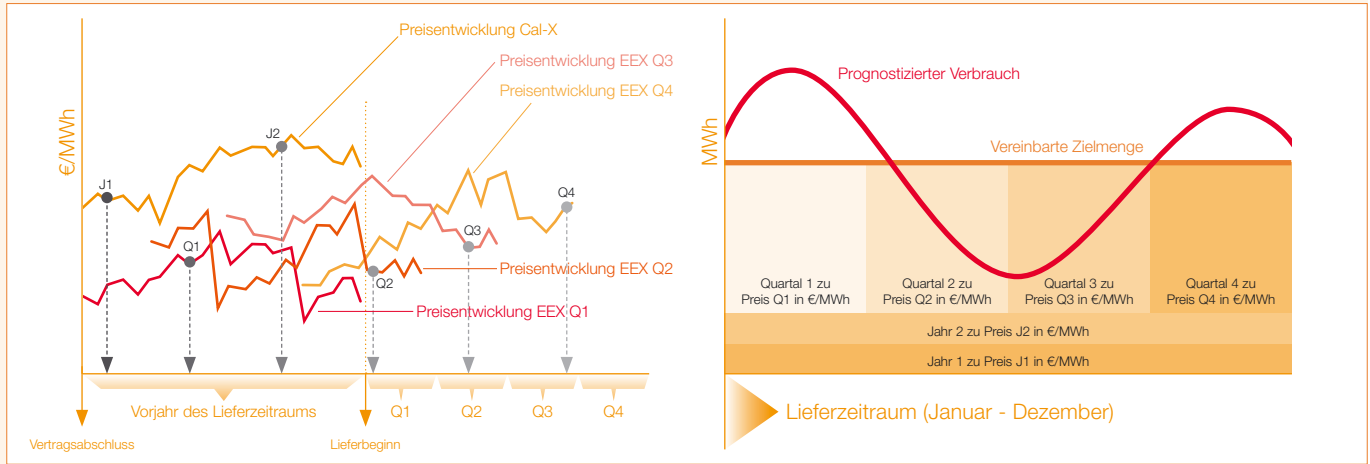 Preisentwicklung Cal-X
Preisentwicklung EEX Q3
Preisentwicklung EEX Q4
€/MWh
J1
J2
Q1
Q2
Q3
Q4
Preisentwicklung EEX Q2
Preisentwicklung EEX Q1
Vorjahr des Lieferzeitraums
Q1
Q2
Q3
Q4
Vertragsabschluss
Lieferbeginn
MWh
Prognostizierter Verbrauch
Vereinbarte Zielmenge
Quartal 1 zu
Preis Q1 in €/MWh
Quartal 2 zu
Preis Q2 in €/MWh
Quartal 3 zu
Preis Q3 in €/MWh
Quartal 4 zu
Preis Q4 in €/MWh
Jahr 2 zu Preis J2 in €/MWh
Jahr 1 zu Preis J1 in €/MWh
Lieferzeitraum (Januar - Dezember)